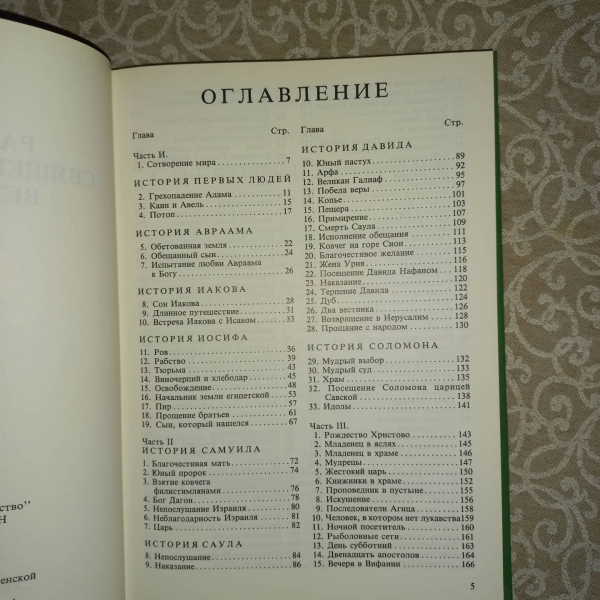 ОГЛАВЛЕНИЕ
Глава Стр.
Часть И.
1. Сотворение мира 7
ИСТОРИЯ ПЕРВЫХ ЛЮДЕЙ
2. Грехопадение Адама 11
3. Каин и Авель 15
4. Потоп 17
ИСТОРИЯ АВРААМА
5. Обетованная земля 22
6. Обещанный сын 24
7. Испытание любви Авраама
к Богу 26
ИСТОРИЯ ИАКОВА
8. Сон Иакова 28
9. Длинное путешествие 31
10. Встреча Иакова с Исавом 33
ИСТОРИЯ ИОСИФА
11. Ров 36
12. Рабство 39
13. Тюрьма 43
14. Виночерпий и хлебодар 45
15. Освобождение 48
16. Начальник земли египетской 53
17. Пир 57
18. Прощение братьев 61
19. Сын, который нашелся 67
Часть II
ИСТОРИЯ САМУИЛА
1. Благочестивая мать 72
2. Юный пророк 74
3. Взятие ковчега
филистимлянами 76
4. Бог Дагон 78
5. Непослушание Израиля 80
6. Неблагодарность Израиля 81
7. Царь 82
ИСТОРИЯ САУЛА
8. Непослушание 84
9. Наказание 86
Глава Стр.
ИСТОРИЯ ДАВИДА
10. Юный пастух 89
11. Арфа 92
12. Великан Галиаф 95
13. Победа веры 97
14. Копье 101
15. Пещера 103
16. Примирение 107
17. Смерть Саула 109
18. Исполнение обещания 111
19. Ковчег на горе Сион 113
20. Благочестивое желание 115
21. Жена Урия 116
22. Посещение Давида Нафаном 118
23. Наказание 120
24. Терпение Давида 122
25. Дуб 124
26. Два вестника 126
27. Возвращение в Иерусалим 128
28. Прощание с народом 130
ИСТОРИЯ СОЛОМОНА
29. Мудрый выбор 132
30. Мудрый суд 133
31. Храм 135
32. Посещение Соломона царицей
Савской 138
33. Идолы 141
Часть III.
1. Рождество Христово 143
2. Младенец в яслях 145
3. Младенец в храме 146
4. Мудрецы 147
5. Жестокий царь 150
6. Книжники в храме 152
7. Проповедник в пустыне 155
8. Искушение 156
9. Последователи Агнца 158
10. Человек, в котором нет лукавства 159
11. Ночной посетитель 160
12. Рыболовные сети 161
13. День субботний 163
14. Двенадцать апостолов 164
15. Вечеря в Вифании 166
5